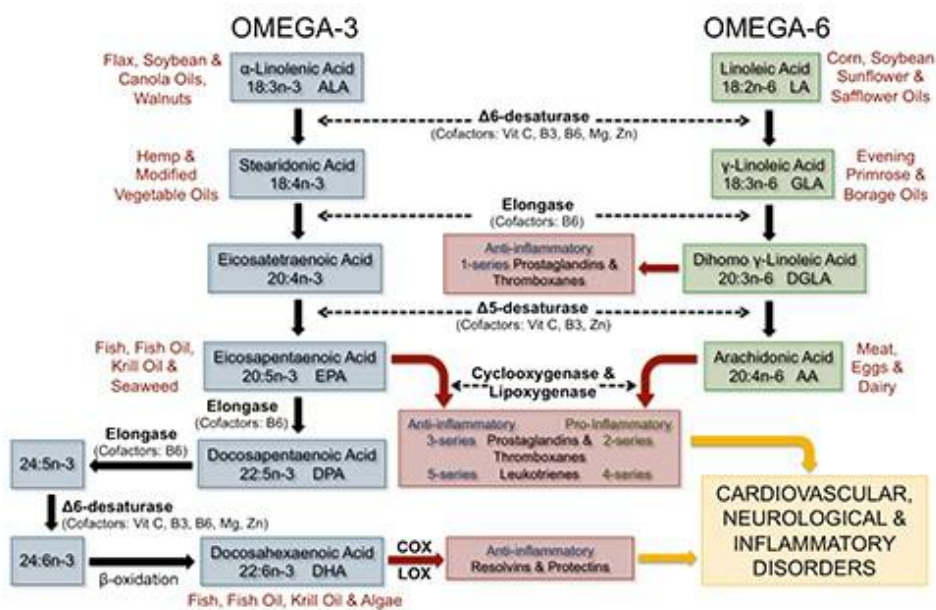 OMEGA-3
OMEGA-6
Flax, Soybean &
Canola Oils,
Walnuts
α-Linolenic Acid
18:3n-3 ALA
Linoleic Acid
18:2n-6 LA
Corn, Soybean
Sunflower &
Safflower Oils
Δ6-desaturase
(Cofactors: Vit C, B3, B6, Mg, Zn)
Hemp &
Modified
Vegetable Oils
Stearidonic Acid
18:4n-3
γ-Linoleic Acid
18:3n-6 GLA
Evening
Primrose &
Borage Oils
Elongase
(Cofactors: B6)
Eicosatetraenoic Acid
20:4n-3
Anti-inflammatory
1-series Prostaglandins &
Thromboxanes
Dihomo γ-Linoleic Acid
20:3n-6 DGLA
Δ5-desaturase
(Cofactors: Vit C, B3, Zn)
Fish, Fish Oil,
Krill Oil &
Seaweed
Eicosapentaenoic Acid
20:5n-3 EPA
Cyclooxygenase &
Lipoxygenase
Arachidonic Acid
20:4n-6 AA
Meat,
Eggs &
Dairy
Elongase
(Cofactors: B6)
Elongase
(Cofactors: B6)
24:5n-3
Docosapentaenoic Acid
22:5n-3 DPA
Anti-inflammatory Pro-Inflammatory
3-series Prostaglandins & 2-series
Thromboxanes
5-series Leukotrienes 4-series
Δ6-desaturase
(Cofactors: Vit C, B3, B6, Mg, Zn)
24:6n-3
β-oxidation
Docosahexaenoic Acid
22:6n-3 DHA
COX
LOX
Anti-inflammatory
Resolvins & Protectins
CARDIOVASCULAR,
NEUROLOGICAL &
INFLAMMATORY
DISORDERS
Fish, Fish Oil, Krill Oil & Algae